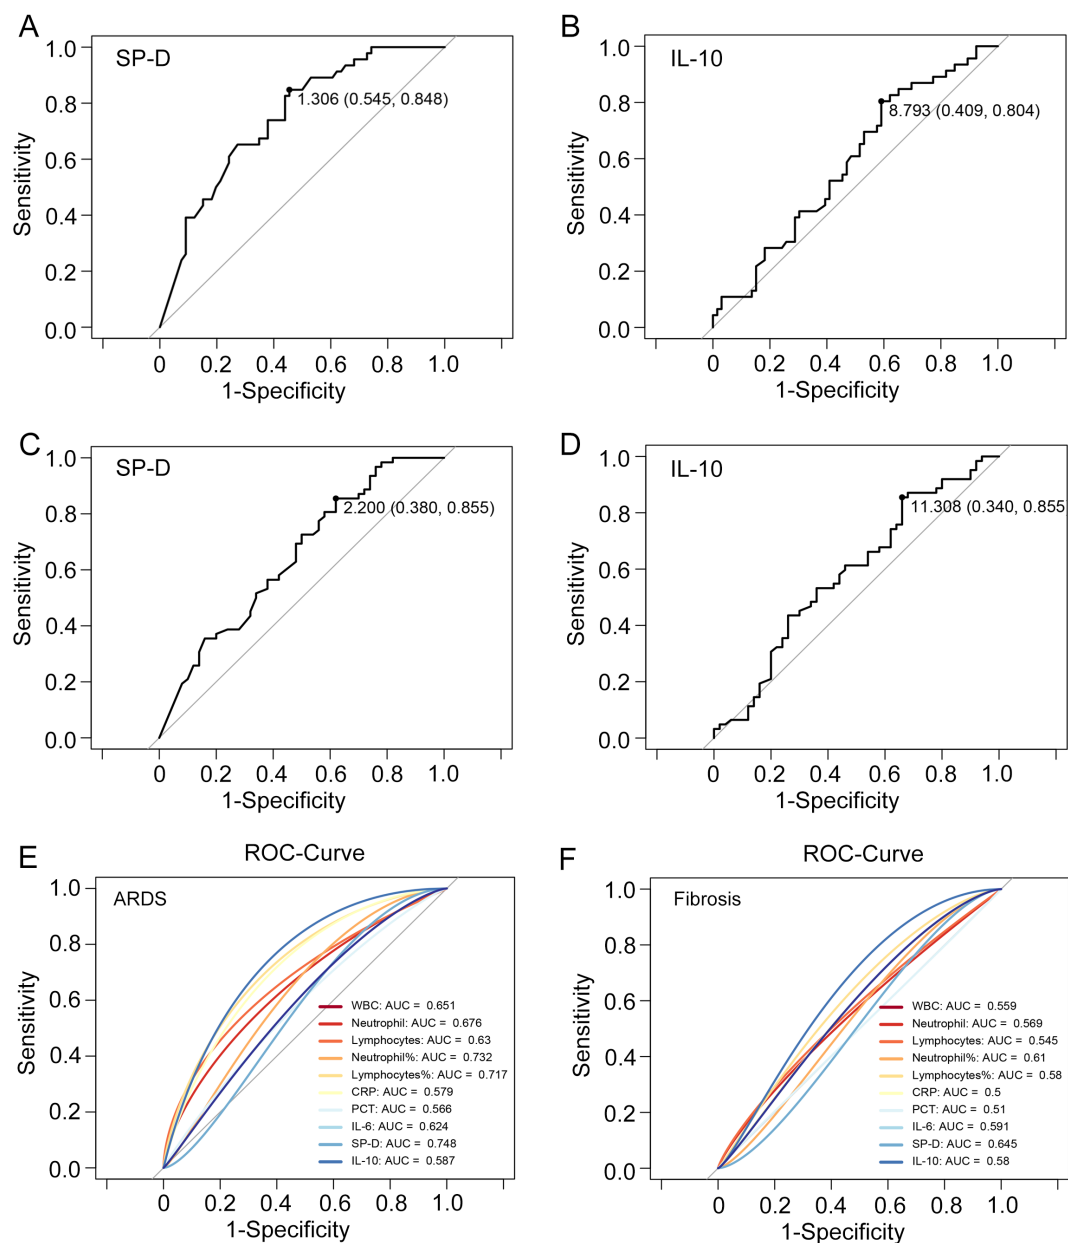 A
SP-D
1.0
0.8
0.6
0.4
0.2
0.0
Sensitivity
1.306 (0.545, 0.848)
0 0.2 0.4 0.6 0.8 1.0
1-Specificity
B
IL-10
1.0
0.8
0.6
0.4
0.2
0.0
Sensitivity
8.793 (0.409, 0.804)
0 0.2 0.4 0.6 0.8 1.0
1-Specificity
C
SP-D
1.0
0.8
0.6
0.4
0.2
0.0
Sensitivity
2.200 (0.380, 0.855)
0 0.2 0.4 0.6 0.8 1.0
1-Specificity
D
IL-10
1.0
0.8
0.6
0.4
0.2
0.0
Sensitivity
11.308 (0.340, 0.855
0 0.2 0.4 0.6 0.8 1.0
1-Specificity
E
ROC-Curve
ARDS
1.0
0.8
0.6
0.4
0.2
0.0
Sensitivity
WBC: AUC = 0.651
Neutrophil: AUC = 0.676
Lymphocytes: AUC = 0.63
Neutrophil%: AUC = 0.732
Lymphocytes%: AUC = 0.717
CRP: AUC = 0.579
PCT: AUC = 0.566
IL-6: AUC = 0.624
SP-D: AUC = 0.748
IL-10: AUC = 0.587
0 0.2 0.4 0.6 0.8 1.0
1-Specificity
F
ROC-Curve
Fibrosis
1.0
0.8
0.6
0.4
0.2
0.0
Sensitivity
WBC: AUC = 0.559
Neutrophil: AUC = 0.569
Lymphocytes: AUC = 0.545
Neutrophil%: AUC = 0.61
Lymphocytes%: AUC = 0.58
CRP: AUC = 0.5
PCT: AUC = 0.51
IL-6: AUC = 0.591
SP-D: AUC = 0.645
IL-10: AUC = 0.58
0 0.2 0.4 0.6 0.8 1.0
1-Specificity